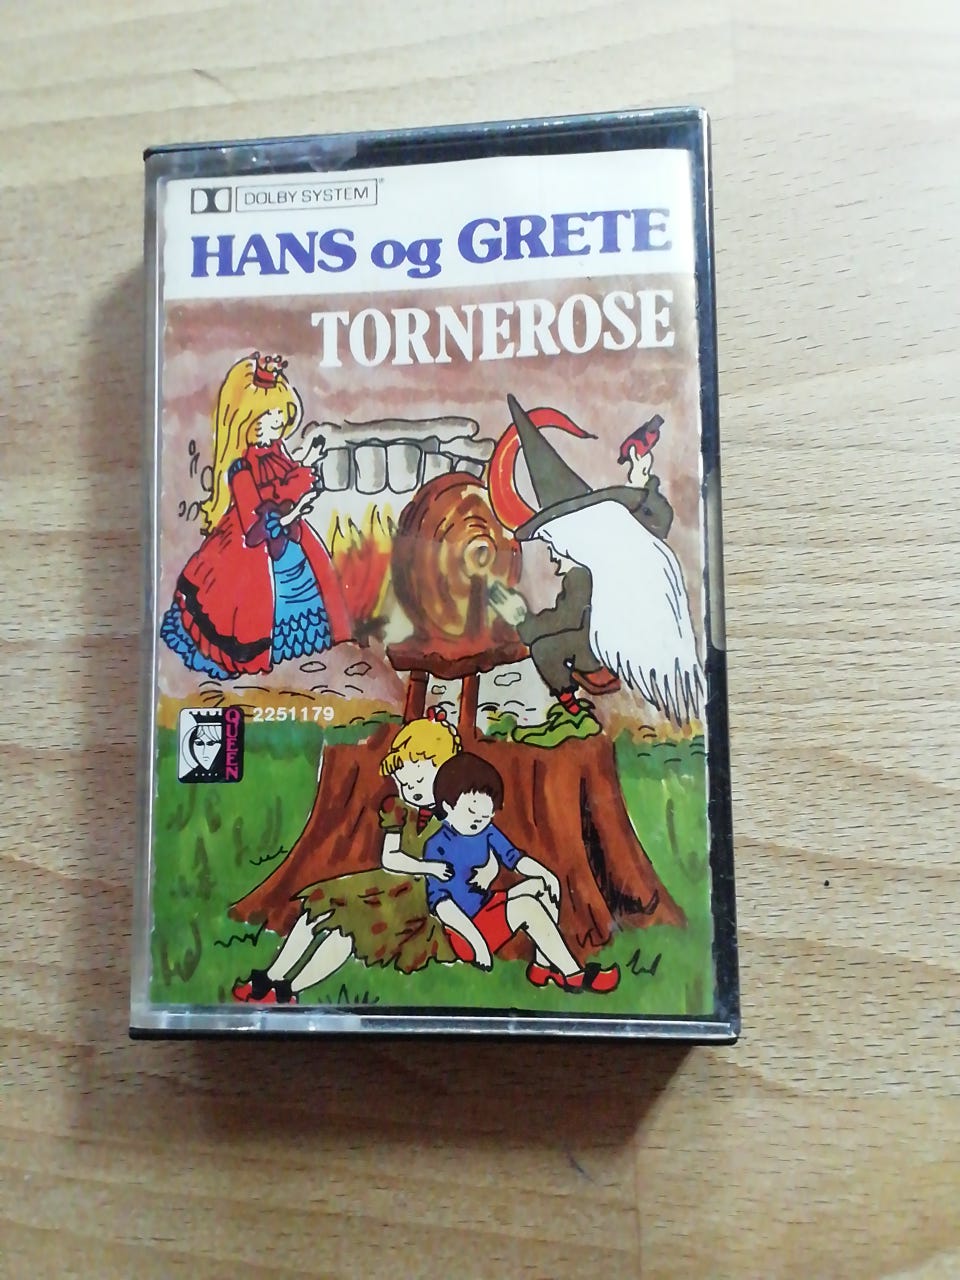 DOLBY SYSTEM®
HANS og GRETE
TORNEROSE
QUEEN
2251179